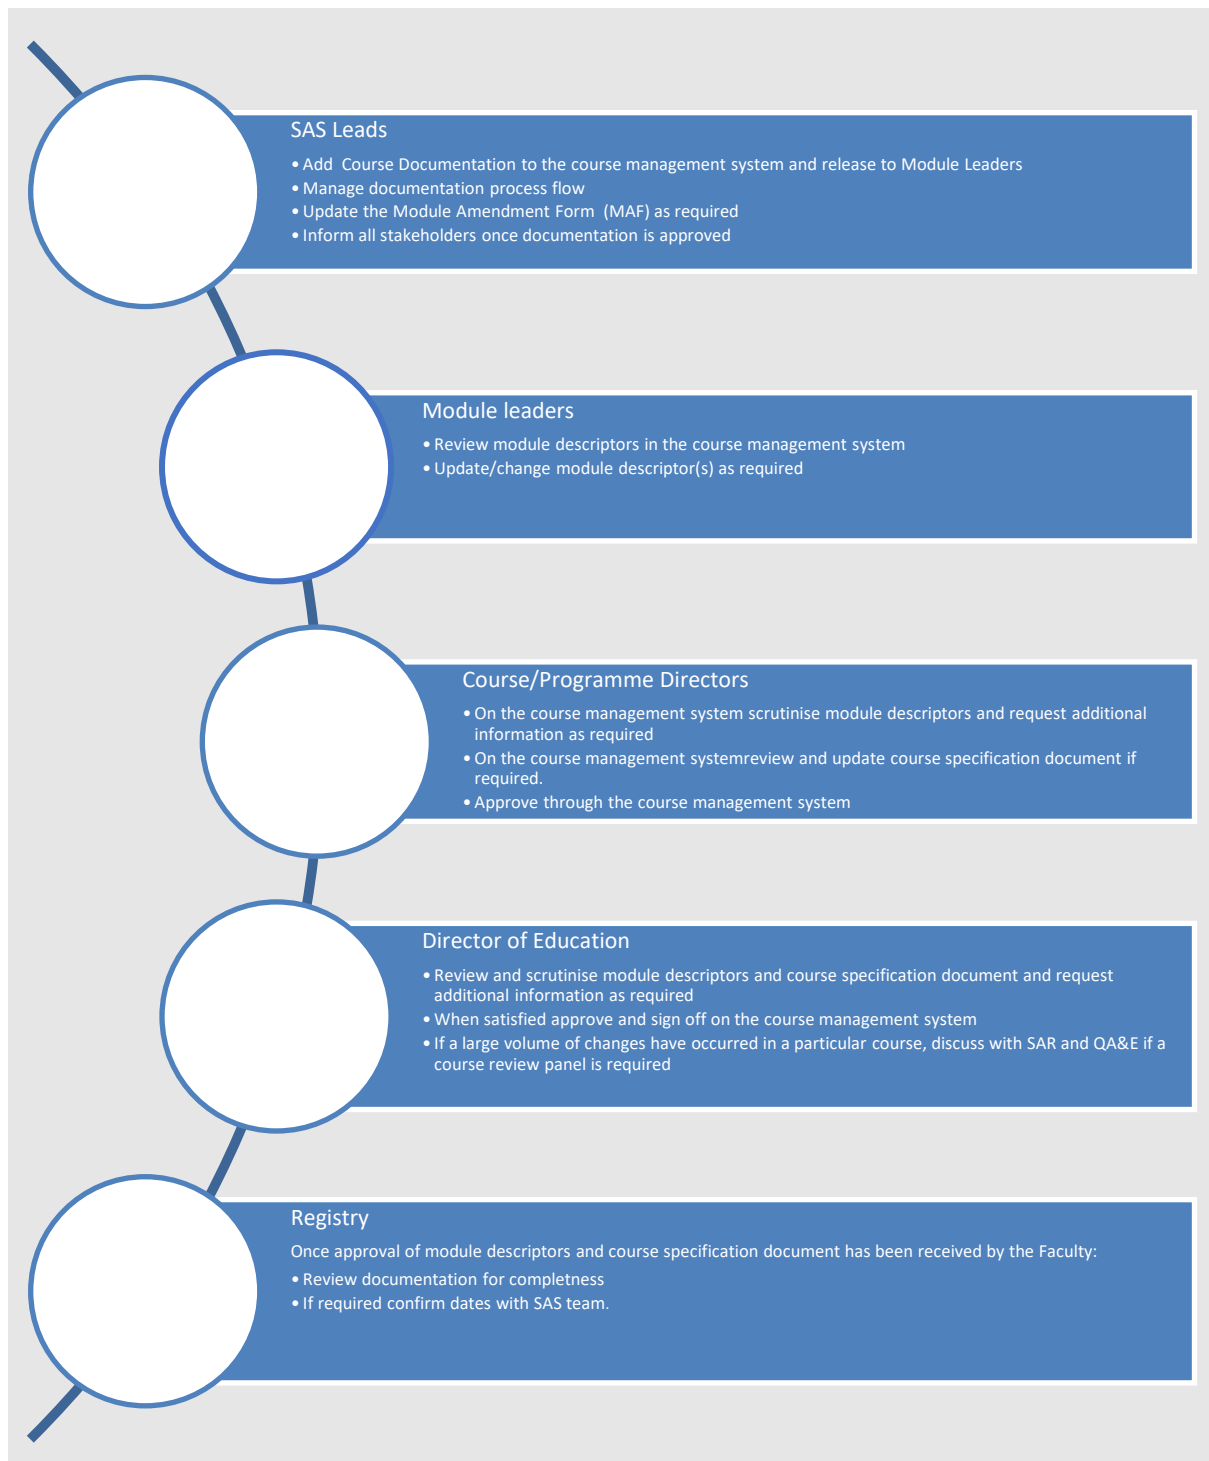 SAS Leads
• Add  Course Documentation to the course management system and release to Module Leaders
• Manage documentation process flow
• Update the Module Amendment Form  (MAF) as required
• Inform all stakeholders once documentation is approved
Module leaders
• Review module descriptors in the course management system
• Update/change module descriptor(s) as required
Course/Programme Directors
• On the course management system scrutinise module descriptors and request additional
information as required
• On the course management systemreview and update course specification document if
required.
• Approve through the course management system
Director of Education
• Review and scrutinise module descriptors and course specification document and request
additional information as required
• When satisfied approve and sign off on the course management system
• If a large volume of changes have occurred in a particular course, discuss with SAR and QA&E if a
course review panel is required
Registry
Once approval of module descriptors and course specification document has been received by the Faculty:
• Review documentation for completness
• If required confirm dates with SAS team.